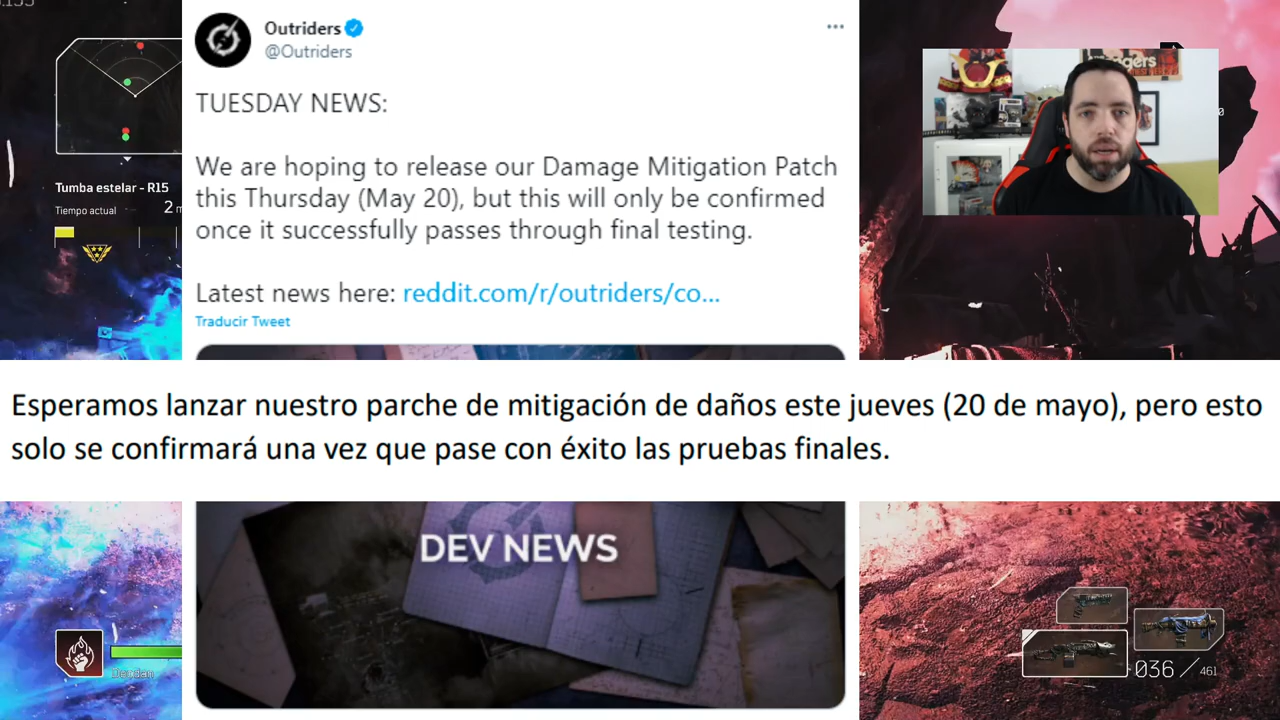 Outriders
@Outriders
TUESDAY NEWS:
We are hoping to release our Damage Mitigation Patch
this Thursday (May 20), but this will only be confirmed
once it successfully passes through final testing.
Latest news here: reddit.com/r/outriders/co...
Traducir Tweet
Tumba estelar - R15
Tiempo actual 2
Esperamos lanzar nuestro parche de mitigación de daños este jueves (20 de mayo), pero esto
solo se confirmará una vez que pase con éxito las pruebas finales.
DEV NEWS
036 / 461